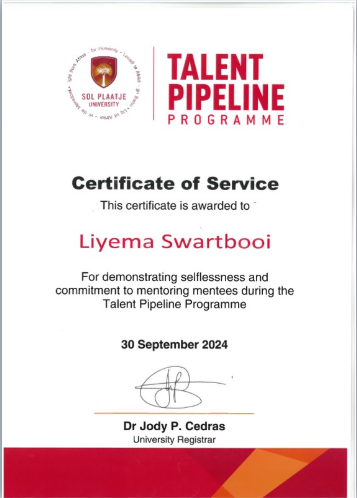 SOL PLAATJE
UNIVERSITY
TALENT
PIPELINE
PROGRAMME
Certificate of Service
This certificate is awarded to
Liyema Swartbooi
For demonstrating selflessness and
commitment to mentoring mentees during the
Talent Pipeline Programme
30 September 2024
Dr Jody P. Cedras
University Registrar